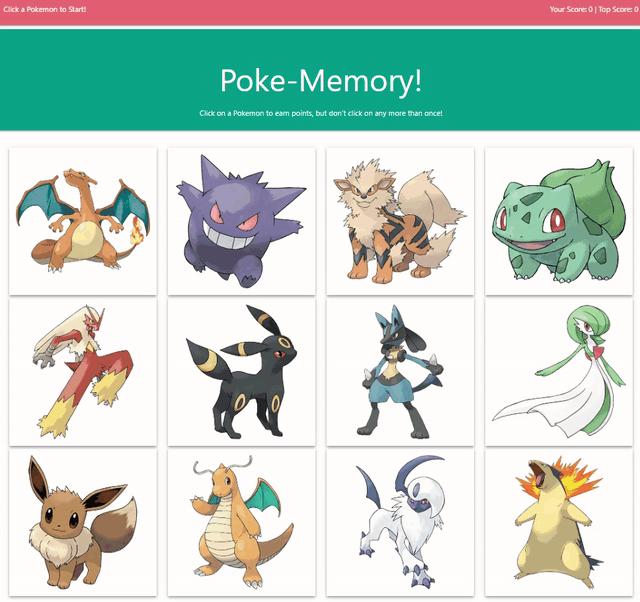 Click a Pokemon to Start!
Your Score: 0 | Top Score: 0
Poke-Memory!
Click on a Pokemon to earn points, but don't click on any more than once!